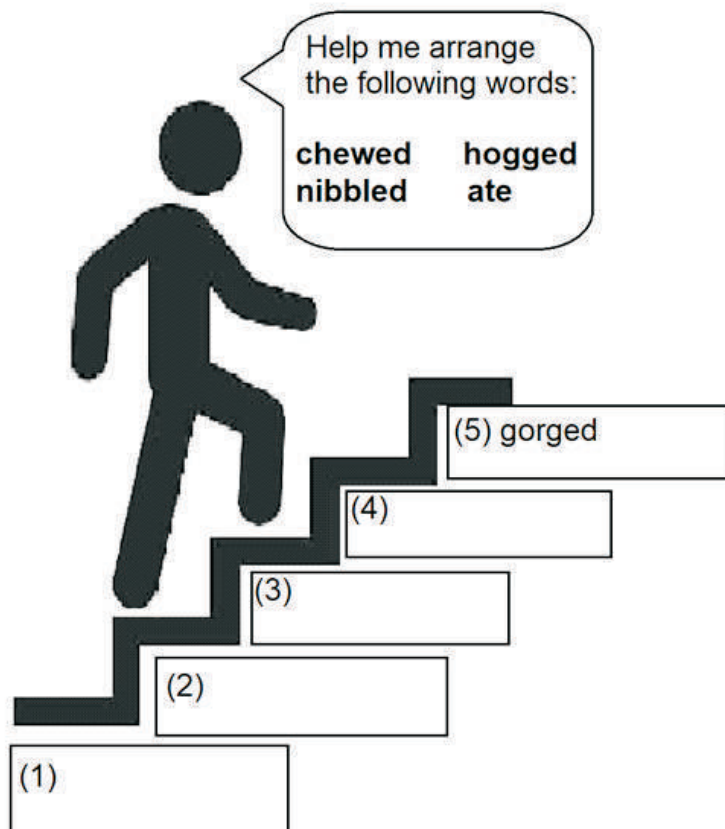 Help me arrange
the following words:
chewed hogged
nibbled ate
(5) gorged
(4)
(3)
(2)
(1)